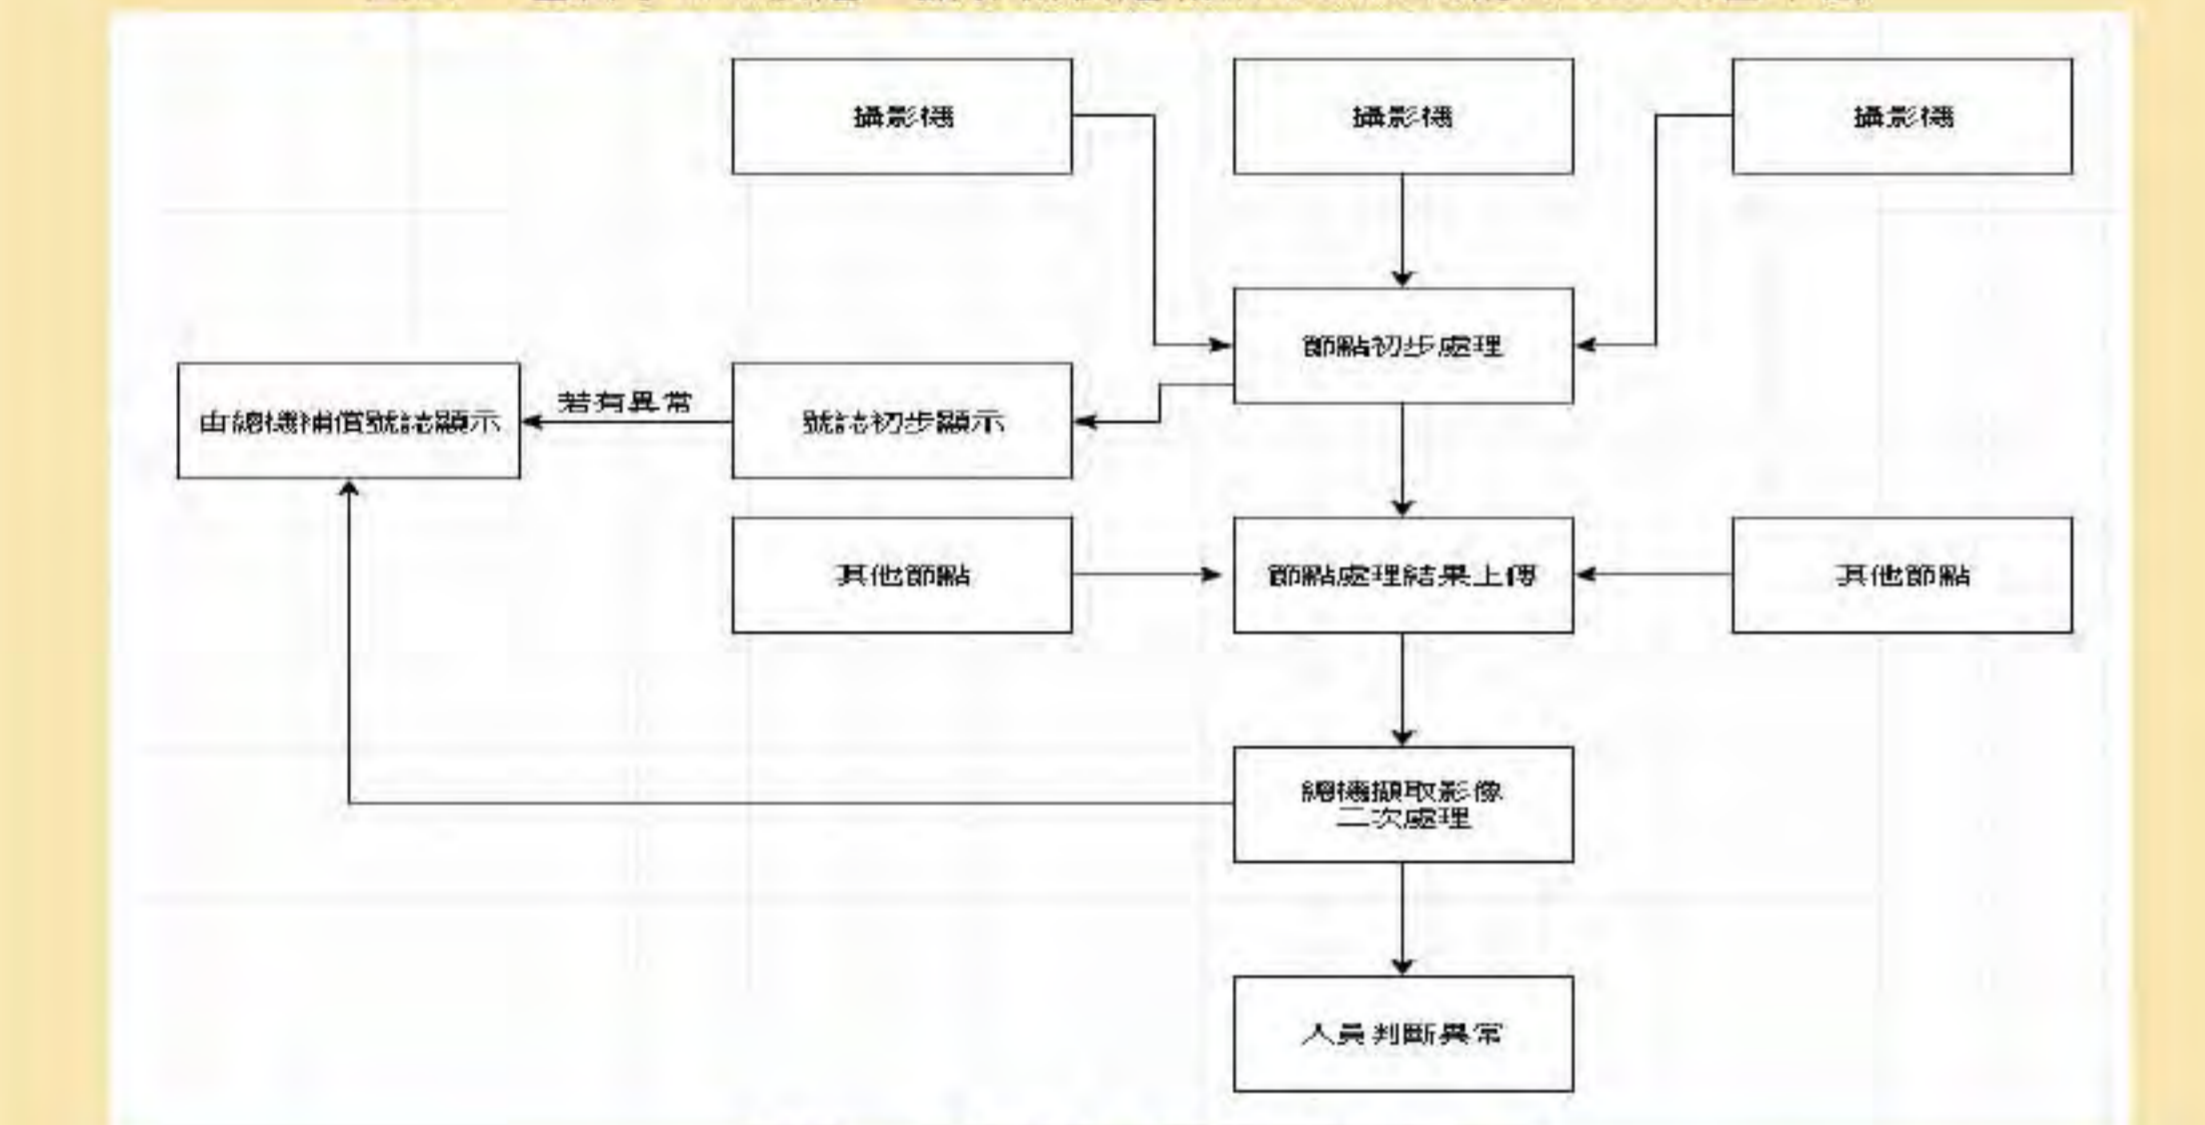 攝影機
攝影機
攝影機
節點初步處理
由總機補償號誌顯示
若有異常
號誌初步顯示
其他節點
節點處理結果上傳
其他節點
總機擷取影像
二次處理
人員判斷異常